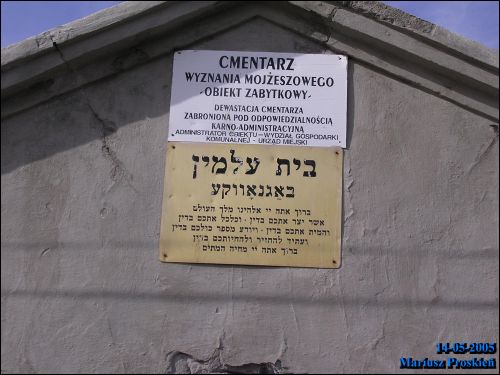 CMENTARZ
WYZNANIA MOJŻESZOWEGO
-OBIEKT ZABYTKOWY-
DEWASTACJA CMENTARZA
ZABRONIONA POD ODPOWIEDZIALNOŚCIĄ
KARNO-ADMINISTRACYJNĄ
ADMINISTRATOR OBIEKTU-WYDZIAŁ GOSPODARKI
KOMUNALNEJ - URZĄD MIEJSKI
בית עלמין
באגנאווקע
ברוך אתה יי אלהינו מלך העולם
אשר יצר אתכם בדין · וכלכל אתכם בדין
והמית אתכם בדין · ויודע מספר כולכם בדין
ועתיד להחזיר ולהחיותכם בדין
ברוך אתה יי מחיה המתים
14-05-2005
Mariusz Proskień